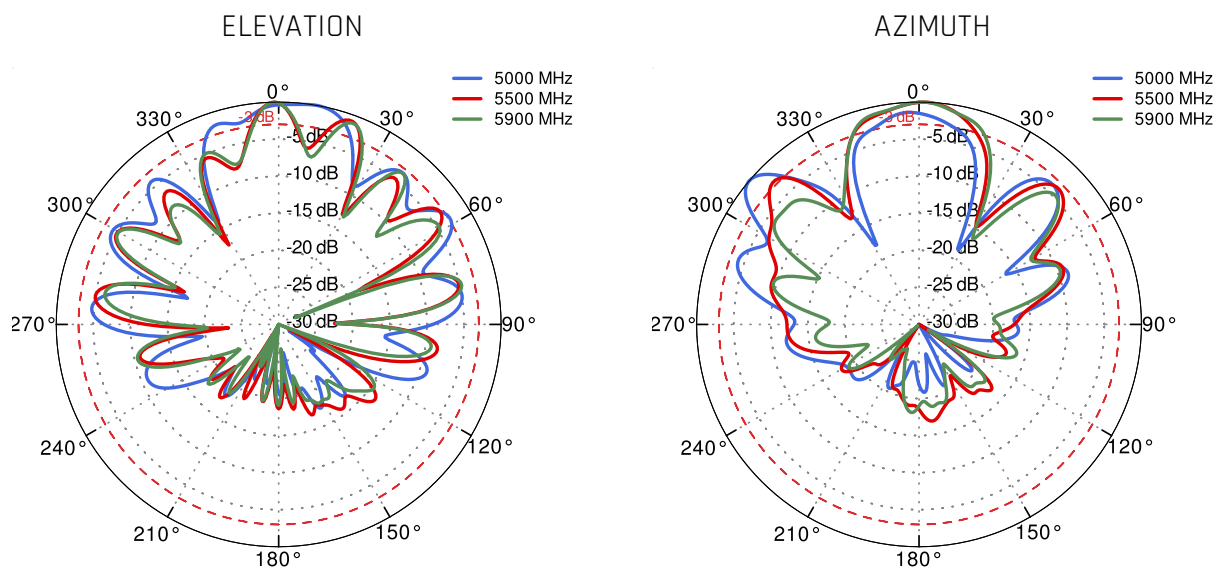 ELEVATION
5000 MHz
5500 MHz
5900 MHz
0°
330°
30°
-3 dB
-5 dB
-10 dB
300°
60°
-15 dB
-20 dB
-25 dB
270°
-30 dB
90°
240°
120°
210°
150°
180°
AZIMUTH
5000 MHz
5500 MHz
5900 MHz
0°
330°
30°
-3 dB
-5 dB
-10 dB
300°
60°
-15 dB
-20 dB
-25 dB
270°
-30 dB
90°
240°
120°
210°
150°
180°